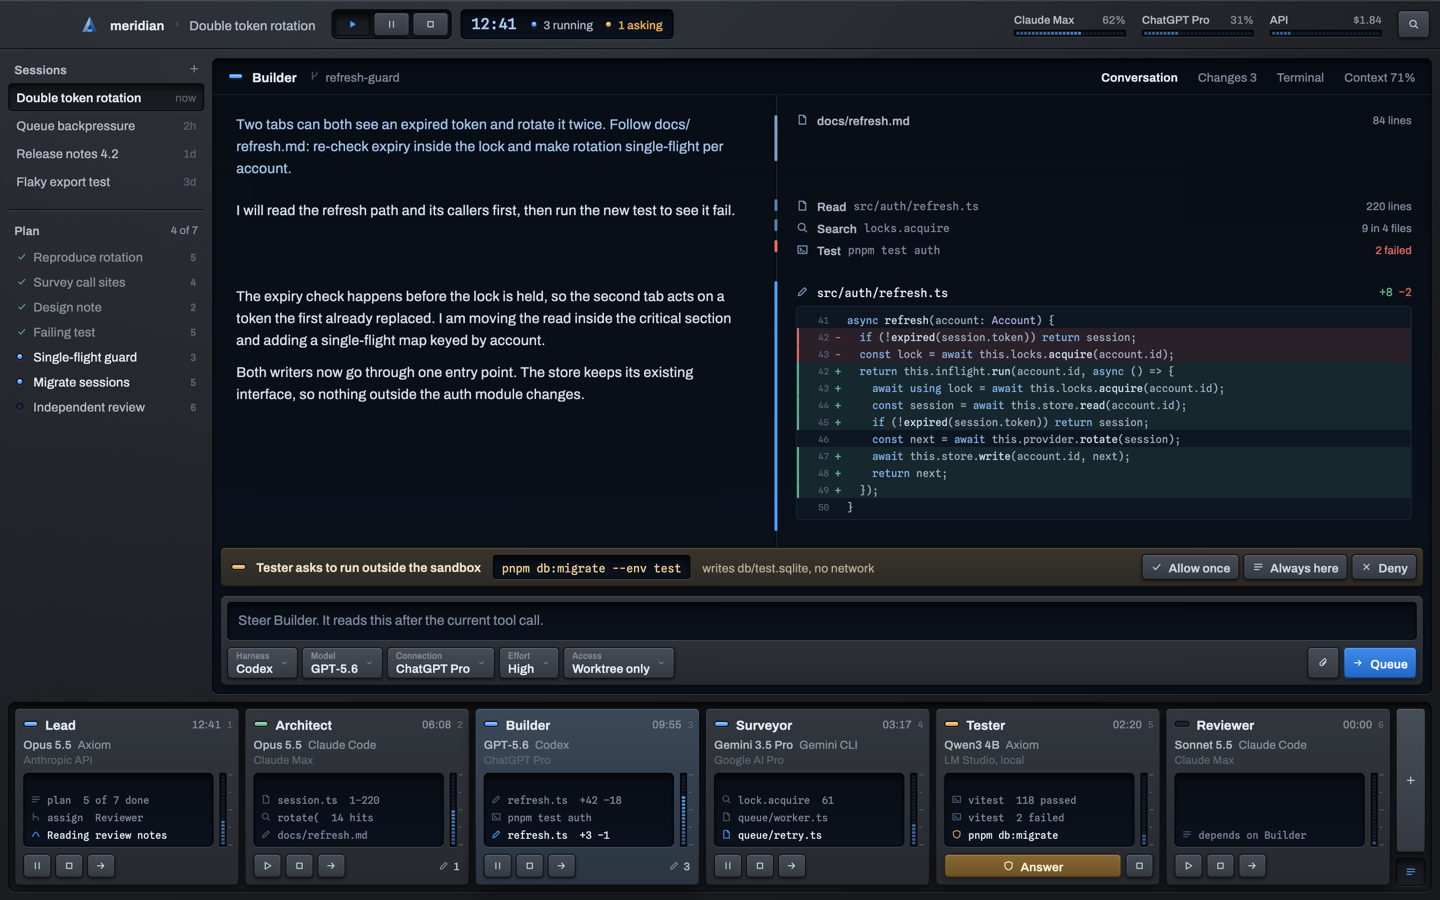 meridian › Double token rotation
12:41 3 running 1 asking
Claude Max 62%
ChatGPT Pro 31%
API $1.84
Sessions +
Double token rotation now
Queue backpressure 2h
Release notes 4.2 1d
Flaky export test 3d
Plan 4 of 7
Reproduce rotation 5
Survey call sites 4
Design note 2
Failing test 5
Single-flight guard 3
Migrate sessions 5
Independent review 6
Builder refresh-guard
Conversation Changes 3 Terminal Context 71%
Two tabs can both see an expired token and rotate it twice. Follow docs/
refresh.md: re-check expiry inside the lock and make rotation single-flight per
account.
docs/refresh.md 84 lines
I will read the refresh path and its callers first, then run the new test to see it fail.
Read src/auth/refresh.ts 220 lines
Search locks.acquire 9 in 4 files
Test pnpm test auth 2 failed
The expiry check happens before the lock is held, so the second tab acts on a
token the first already replaced. I am moving the read inside the critical section
and adding a single-flight map keyed by account.
Both writers now go through one entry point. The store keeps its existing
interface, so nothing outside the auth module changes.
src/auth/refresh.ts +8 −2
41 async refresh(account: Account) {
42 - if (!expired(session.token)) return session;
43 - const lock = await this.locks.acquire(account.id);
42 + return this.inflight.run(account.id, async () => {
43 + await using lock = await this.locks.acquire(account.id);
44 + const session = await this.store.read(account.id);
45 + if (!expired(session.token)) return session;
46 const next = await this.provider.rotate(session);
47 + await this.store.write(account.id, next);
48 + return next;
49 + });
50 }
Tester asks to run outside the sandbox pnpm db:migrate --env test writes db/test.sqlite, no network
Allow once Always here Deny
Steer Builder. It reads this after the current tool call.
Harness
Codex
Model
GPT-5.6
Connection
ChatGPT Pro
Effort
High
Access
Worktree only
Queue
Lead 12:41 1
Opus 5.5 Axiom
Anthropic API
plan 5 of 7 done
assign Reviewer
Reading review notes
Architect 06:08 2
Opus 5.5 Claude Code
Claude Max
session.ts 1–220
rotate( 14 hits
docs/refresh.md
1
Builder 09:55 3
GPT-5.6 Codex
ChatGPT Pro
refresh.ts +42 −18
pnpm test auth
refresh.ts +3 −1
3
Surveyor 03:17 4
Gemini 3.5 Pro Gemini CLI
Google AI Pro
lock.acquire 61
queue/worker.ts
queue/retry.ts
Tester 02:20 5
Qwen3 4B Axiom
LM Studio, local
vitest 118 passed
vitest 2 failed
pnpm db:migrate
Answer
Reviewer 00:00 6
Sonnet 5.5 Claude Code
Claude Max
depends on Builder
+